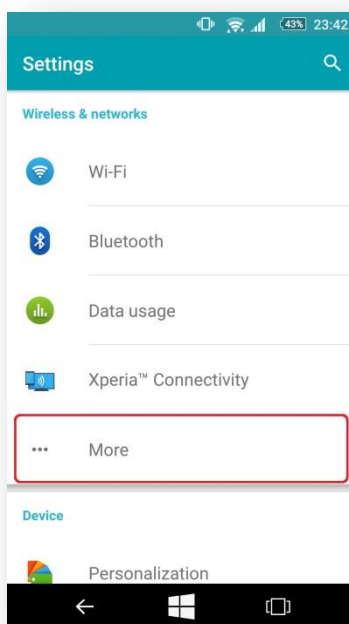 43% 23:42
Settings
Wireless & networks
Wi-Fi
Bluetooth
Data usage
Xperia™ Connectivity
More
Device
Personalization